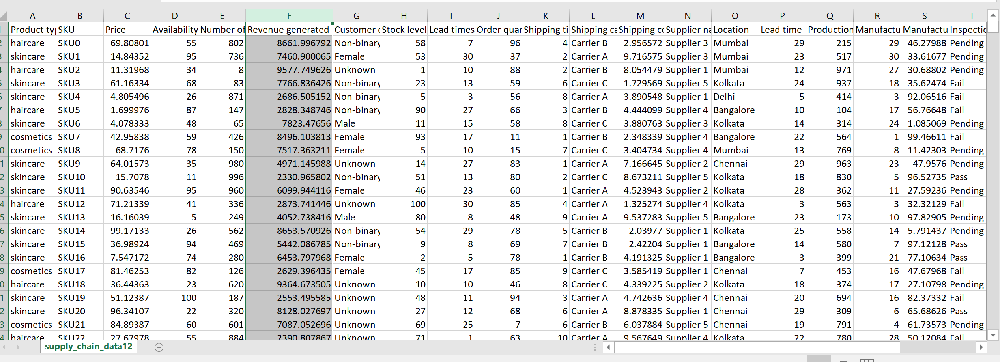 A B C D E F G H I J K L M N O P Q R S T
Product ty SKU Price Availability Number of Revenue generated Customer Stock level Lead times Order quar Shipping ti Shipping ca Shipping co Supplier na Location Lead time Production Manufactu Manufactu Inspectio
haircare SKU0 69.80801 55 802 8661.996792 Non-binary 58 7 96 4 Carrier B 2.956572 Supplier 3 Mumbai 29 215 29 46.27988 Pending
skincare SKU1 14.84352 95 736 7460.900065 Female 53 30 37 2 Carrier A 9.716575 Supplier 3 Mumbai 23 517 30 33.61677 Pending
haircare SKU2 11.31968 34 8 9577.749626 Unknown 1 10 88 2 Carrier B 8.054479 Supplier 1 Mumbai 12 971 27 30.68802 Pending
skincare SKU3 61.16334 68 83 7766.836426 Non-binary 23 13 59 6 Carrier C 1.729569 Supplier 5 Kolkata 24 937 18 35.62474 Fail
skincare SKU4 4.805496 26 871 2686.505152 Non-binary 5 3 56 8 Carrier A 3.890548 Supplier 1 Delhi 5 414 3 92.06516 Fail
haircare SKU5 1.699976 87 147 2828.348746 Non-binary 90 27 66 3 Carrier B 4.444099 Supplier 4 Bangalore 10 104 17 56.76648 Fail
skincare SKU6 4.078333 48 65 7823.47656 Male 11 15 58 8 Carrier C 3.880763 Supplier 3 Kolkata 14 314 24 1.085069 Pending
cosmetics SKU7 42.95838 59 426 8496.103813 Female 93 17 11 1 Carrier B 2.348339 Supplier 4 Bangalore 22 564 1 99.46611 Fail
cosmetics SKU8 68.7176 78 150 7517.363211 Female 5 10 15 7 Carrier C 3.404734 Supplier 4 Mumbai 13 769 8 11.42303 Pending
skincare SKU9 64.01573 35 980 4971.145988 Unknown 14 27 83 1 Carrier A 7.166645 Supplier 2 Chennai 29 963 23 47.9576 Pending
skincare SKU10 15.7078 11 996 2330.965802 Non-binary 51 13 80 2 Carrier C 8.673211 Supplier 5 Kolkata 18 830 5 96.52735 Pass
skincare SKU11 90.63546 95 960 6099.944116 Female 46 23 60 1 Carrier A 4.523943 Supplier 2 Kolkata 28 362 11 27.59236 Pending
haircare SKU12 71.21339 41 336 2873.741446 Unknown 100 30 85 4 Carrier A 1.325274 Supplier 4 Kolkata 3 563 3 32.32129 Fail
skincare SKU13 16.16039 5 249 4052.738416 Male 80 8 48 9 Carrier A 9.537283 Supplier 5 Bangalore 23 173 10 97.82905 Pending
skincare SKU14 99.17133 26 562 8653.570926 Non-binary 54 29 78 5 Carrier B 2.03977 Supplier 1 Kolkata 25 558 14 5.791437 Pending
skincare SKU15 36.98924 94 469 5442.086785 Non-binary 9 8 69 7 Carrier B 2.42204 Supplier 1 Bangalore 14 580 7 97.12128 Pass
skincare SKU16 7.547172 74 280 6453.797968 Female 2 5 78 1 Carrier B 4.191325 Supplier 1 Bangalore 3 399 21 77.10634 Pass
cosmetics SKU17 81.46253 82 126 2629.396435 Female 45 17 85 9 Carrier C 3.585419 Supplier 1 Chennai 7 453 16 47.67968 Fail
haircare SKU18 36.44363 23 620 9364.673505 Unknown 10 10 46 8 Carrier C 4.339225 Supplier 2 Kolkata 18 374 17 27.10798 Pending
skincare SKU19 51.12387 100 187 2553.495585 Unknown 48 11 94 3 Carrier A 4.742636 Supplier 4 Chennai 20 694 16 82.37332 Fail
skincare SKU20 96.34107 22 320 8128.027697 Unknown 27 12 68 6 Carrier A 8.878335 Supplier 1 Chennai 29 309 6 65.68626 Pass
cosmetics SKU21 84.89387 60 601 7087.052696 Unknown 69 25 7 6 Carrier B 6.037884 Supplier 5 Chennai 19 791 4 61.73573 Pending
haircare SKU22 27.67978 55 884 2390.807867 Unknown 71 1 63 10 Carrier A 9.567649 Supplier 4 Kolkata 22 780 28 50.12084 Fail
supply_chain_data12